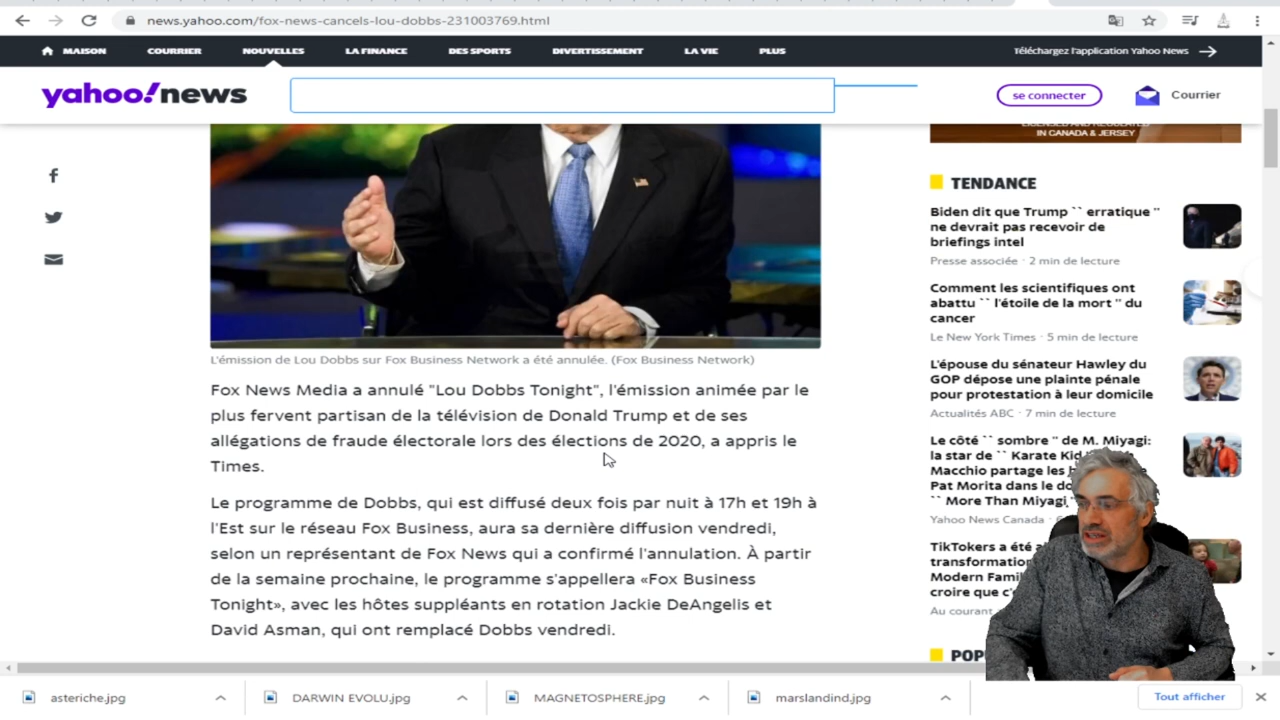 news.yahoo.com/fox-news-cancels-lou-dobbs-231003769.html
MAISON COURRIER NOUVELLES LA FINANCE DES SPORTS DIVERTISSEMENT LA VIE PLUS Téléchargez l'application Yahoo News
yahoo!news
se connecter
Courrier
IN CANADA & JERSEY
L'émission de Lou Dobbs sur Fox Business Network a été annulée. (Fox Business Network)
Fox News Media a annulé "Lou Dobbs Tonight", l'émission animée par le
plus fervent partisan de la télévision de Donald Trump et de ses
allégations de fraude électorale lors des élections de 2020, a appris le
Times.
Le programme de Dobbs, qui est diffusé deux fois par nuit à 17h et 19h à
l'Est sur le réseau Fox Business, aura sa dernière diffusion vendredi,
selon un représentant de Fox News qui a confirmé l'annulation. À partir
de la semaine prochaine, le programme s'appellera «Fox Business
Tonight», avec les hôtes suppléants en rotation Jackie DeAngelis et
David Asman, qui ont remplacé Dobbs vendredi.
TENDANCE
Biden dit que Trump `` erratique ''
ne devrait pas recevoir de
briefings intel
Presse associée · 2 min de lecture
Comment les scientifiques ont
abattu `` l'étoile de la mort '' du
cancer
Le New York Times · 5 min de lecture
L'épouse du sénateur Hawley du
GOP dépose une plainte pénale
pour protestation à leur domicile
Actualités ABC · 7 min de lecture
Le côté `` sombre '' de M. Miyagi:
la star de `` Karate Kid
Macchio partage les
Pat Morita dans le
`` More Than Miyagi
Yahoo News Canada ·
TikTokers a été
transformation
Modern
croire que
Au courant
asteriche.jpg
DARWIN EVOLU.jpg
MAGNETOSPHERE.jpg
marslandind.jpg
Tout afficher